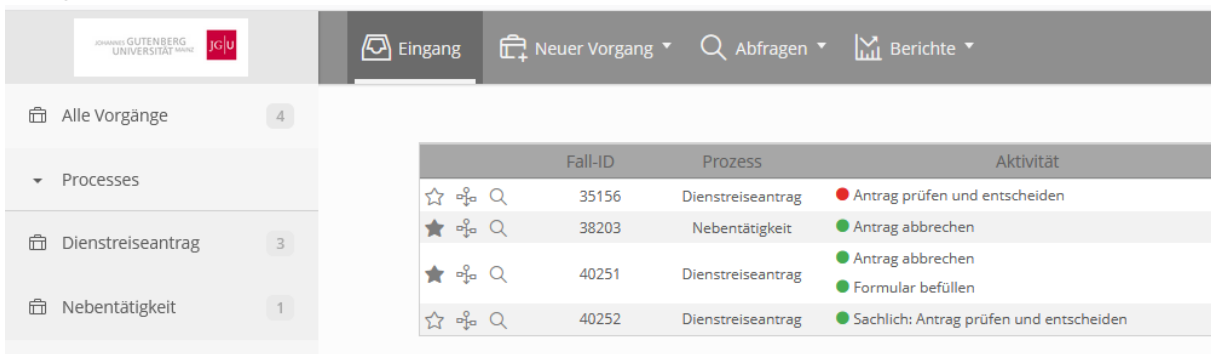 JOHANNES GUTENBERG
UNIVERSITÄT MAINZ
JG|U
Eingang
Neuer Vorgang
Abfragen
Berichte
Alle Vorgänge 4
Processes
Dienstreiseantrag 3
Nebentätigkeit 1
Fall-ID Prozess Aktivität
35156 Dienstreiseantrag Antrag prüfen und entscheiden
38203 Nebentätigkeit Antrag abbrechen
40251 Dienstreiseantrag Antrag abbrechen
Formular befüllen
40252 Dienstreiseantrag Sachlich: Antrag prüfen und entscheiden